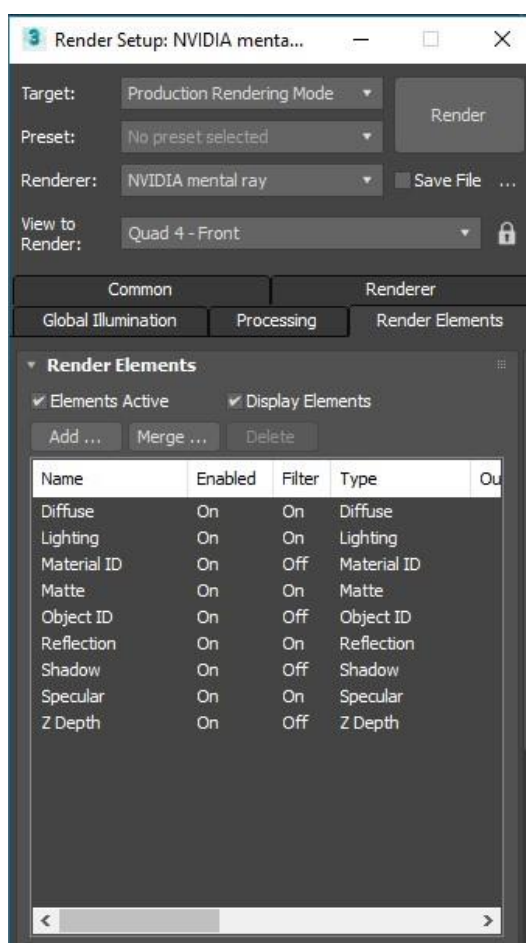 3 Render Setup: NVIDIA menta...
Target: Production Rendering Mode
Render
Preset: No preset selected
Renderer: NVIDIA mental ray Save File ...
View to
Render: Quad 4 - Front
Common Renderer
Global Illumination Processing Render Elements
Render Elements
Elements Active Display Elements
Add ... Merge ... Delete
Name Enabled Filter Type Ou
Diffuse On On Diffuse
Lighting On On Lighting
Material ID On Off Material ID
Matte On On Matte
Object ID On Off Object ID
Reflection On On Reflection
Shadow On Off Shadow
Specular On On Specular
Z Depth On Off Z Depth